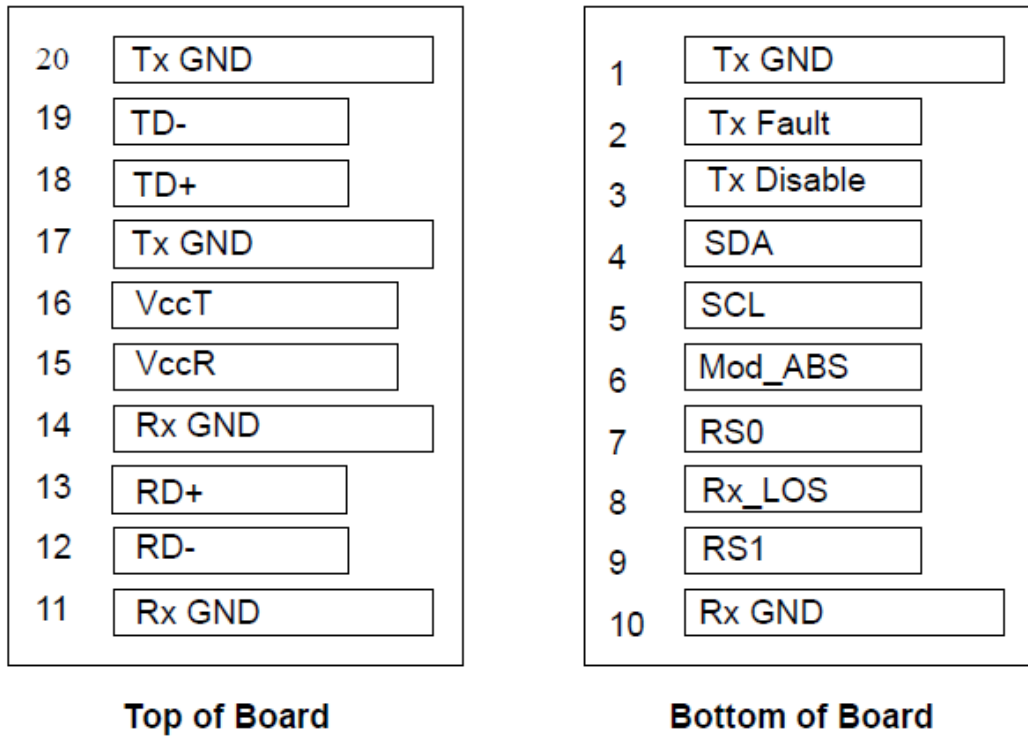 20 Tx GND
19 TD-
18 TD+
17 Tx GND
16 VccT
15 VccR
14 Rx GND
13 RD+
12 RD-
11 Rx GND
Top of Board
1 Tx GND
2 Tx Fault
3 Tx Disable
4 SDA
5 SCL
6 Mod_ABS
7 RS0
8 Rx_LOS
9 RS1
10 Rx GND
Bottom of Board